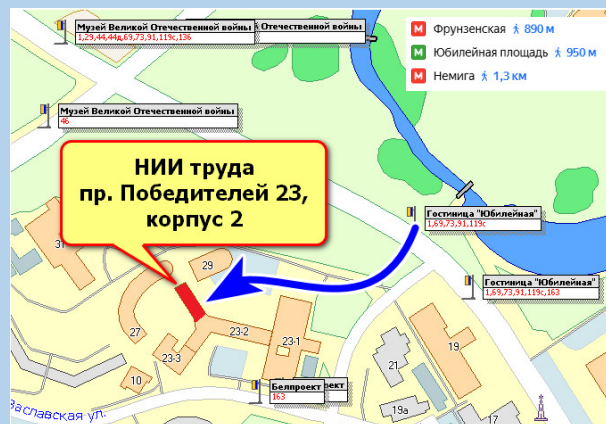 Музей Великой Отечественной войны
Отечественной войны
1,29,44,44д,69,73,91,119с,136
М Фрунзенская 890 м
М Юбилейная площадь 950 м
М Немига 1,3 км
Музей Великой Отечественной войны
46
НИИ труда
пр. Победителей 23,
корпус 2
Гостиница "Юбилейная"
1,69,73,91,119с
Гостиница "Юбилейная"
1,69,73,91,119с,163
31
29
27
23-2
23-1
23-3
10
21
19
19а
17
Белпроект
163
Заславская ул.